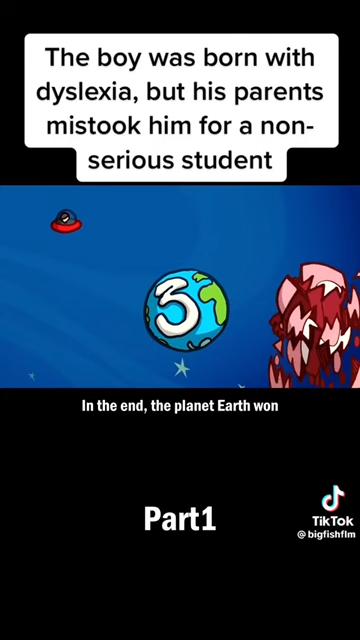 The boy was born with
dyslexia, but his parents
mistook him for a non-
serious student
3
In the end, the planet Earth won
Part1
TikTok
@ bigfishflm